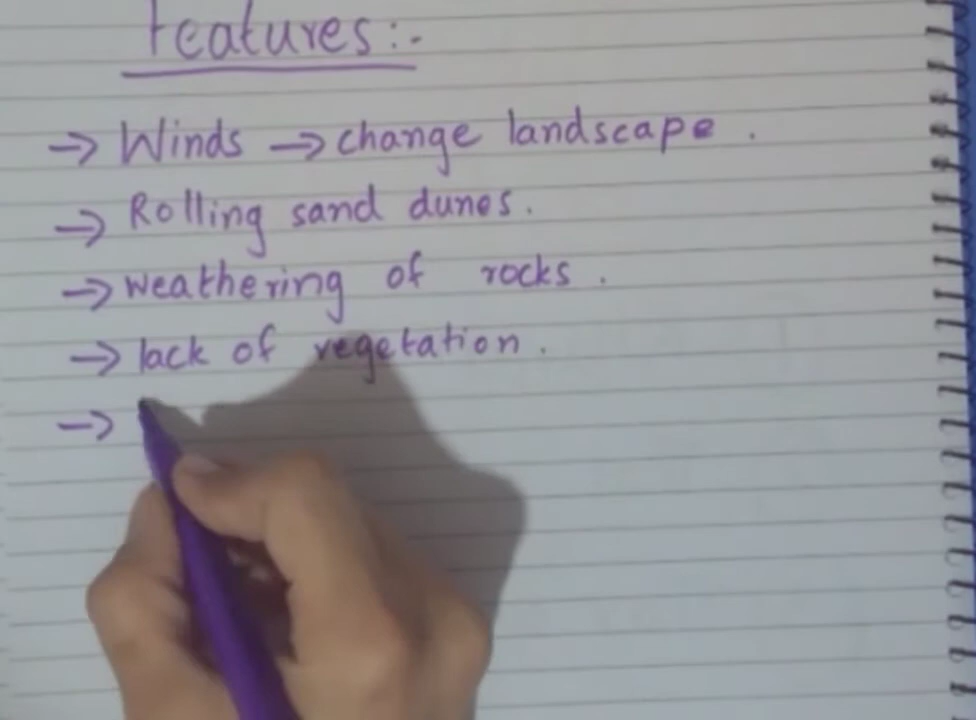 Features:-
→ Winds → change landscape.
→ Rolling sand dunes.
→ weathering of rocks.
→ lack of vegetation.
→